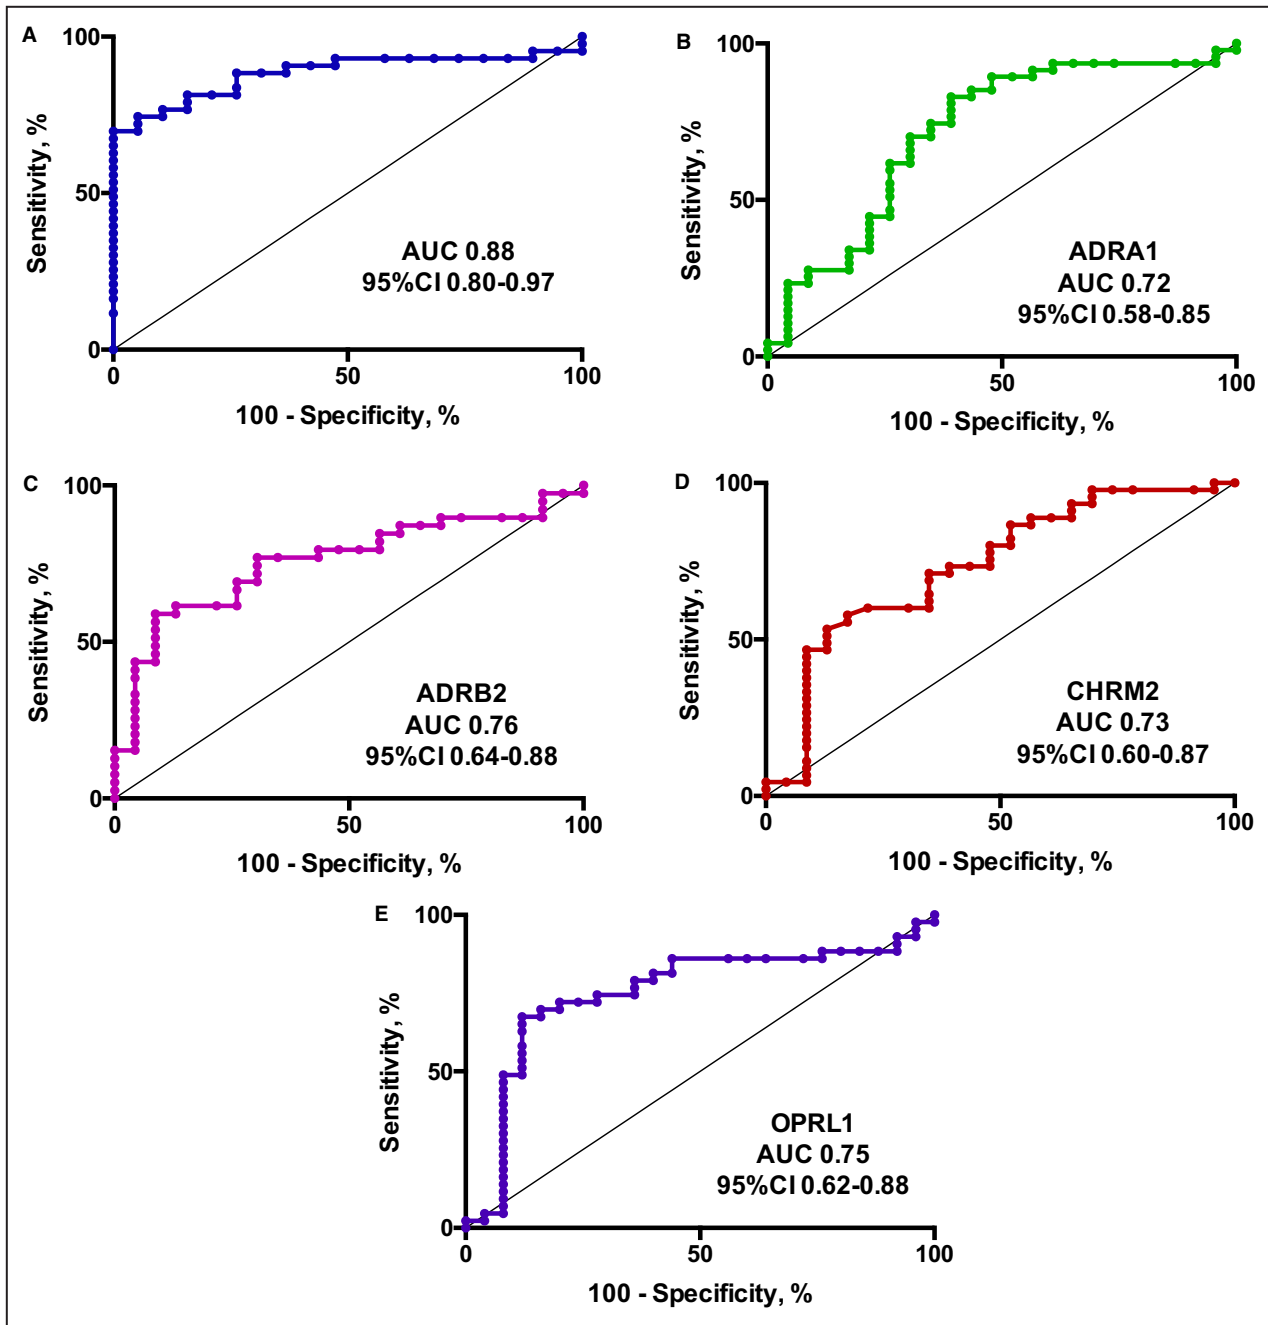 A
100
50
0
Sensitivity, %
AUC 0.88
95%CI 0.80-0.97
0
50
100
100 - Specificity, %
B
100
50
0
Sensitivity, %
ADRA1
AUC 0.72
95%CI 0.58-0.85
0
50
100
100 - Specificity, %
C
100
50
0
Sensitivity, %
ADRB2
AUC 0.76
95%CI 0.64-0.88
0
50
100
100 - Specificity, %
D
100
50
0
Sensitivity, %
CHRM2
AUC 0.73
95%CI 0.60-0.87
0
50
100
100 - Specificity, %
E
100
50
0
Sensitivity, %
OPRL1
AUC 0.75
95%CI 0.62-0.88
0
50
100
100 - Specificity, %